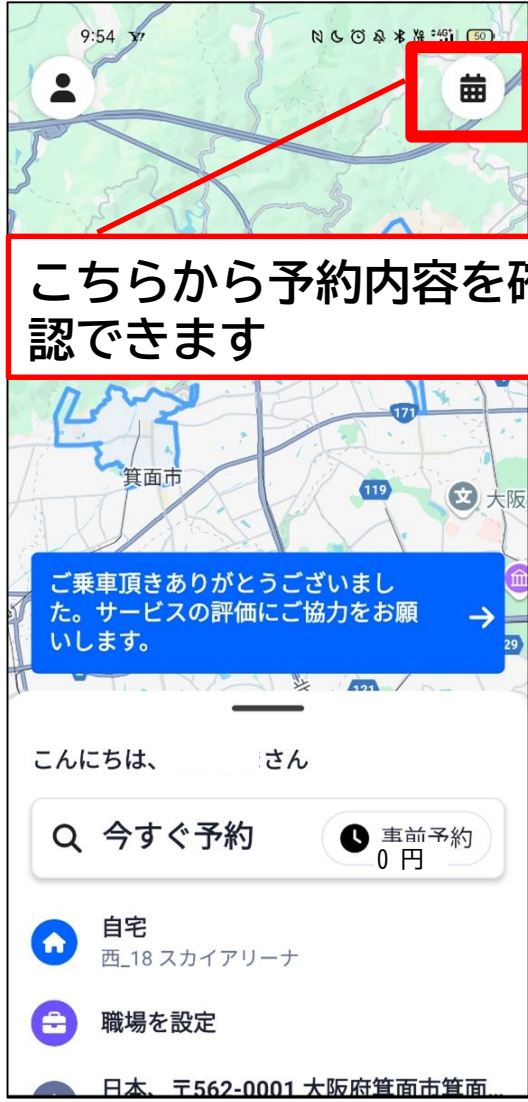 9:54
50
こちらから予約内容を確
認できます
171
箕面市
119
文
大阪
ご乗車頂きありがとうございまし
た。サービスの評価にご協力をお願
いします。
29
121
こんにちは、 さん
今すぐ予約
事前予約
0 円
自宅
西_18 スカイアリーナ
職場を設定
日本、〒562-0001 大阪府箕面市箕面...